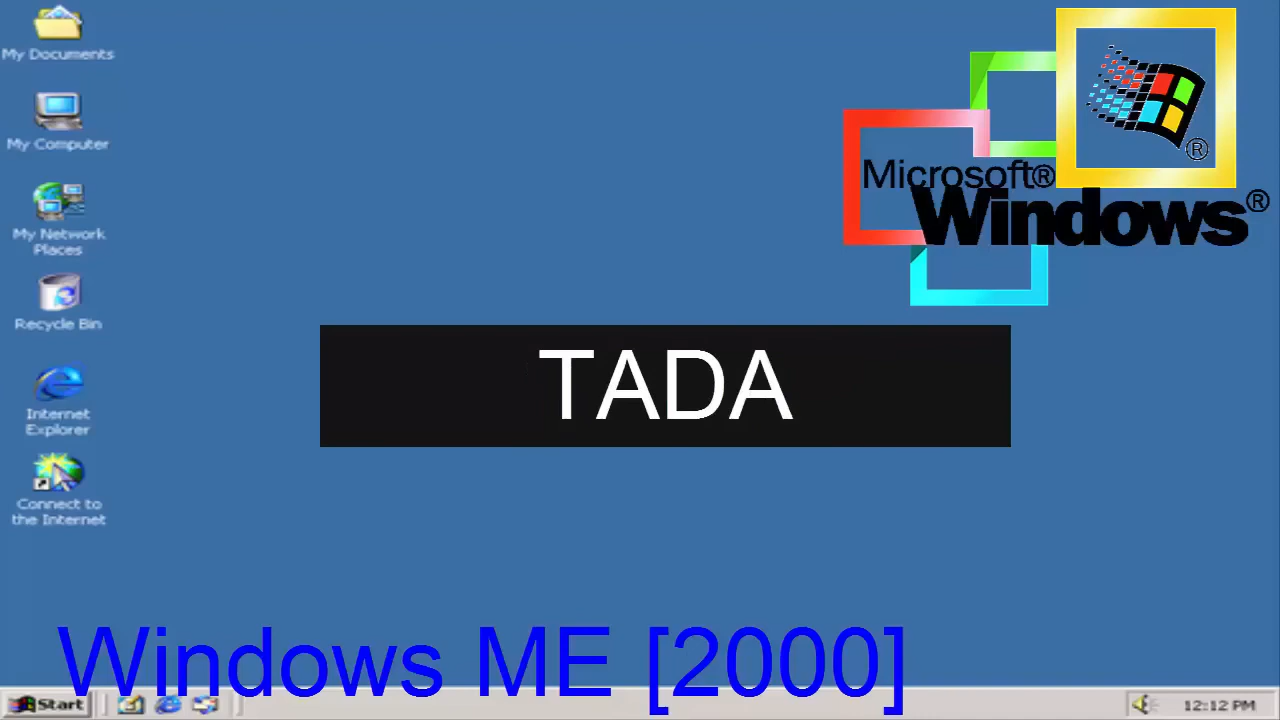 My Documents
My Computer
My Network
Places
Recycle Bin
Internet
Explorer
Connect to
the Internet
Microsoft®
Windows®
®
TADA
Windows ME [2000]
Start
12:12 PM